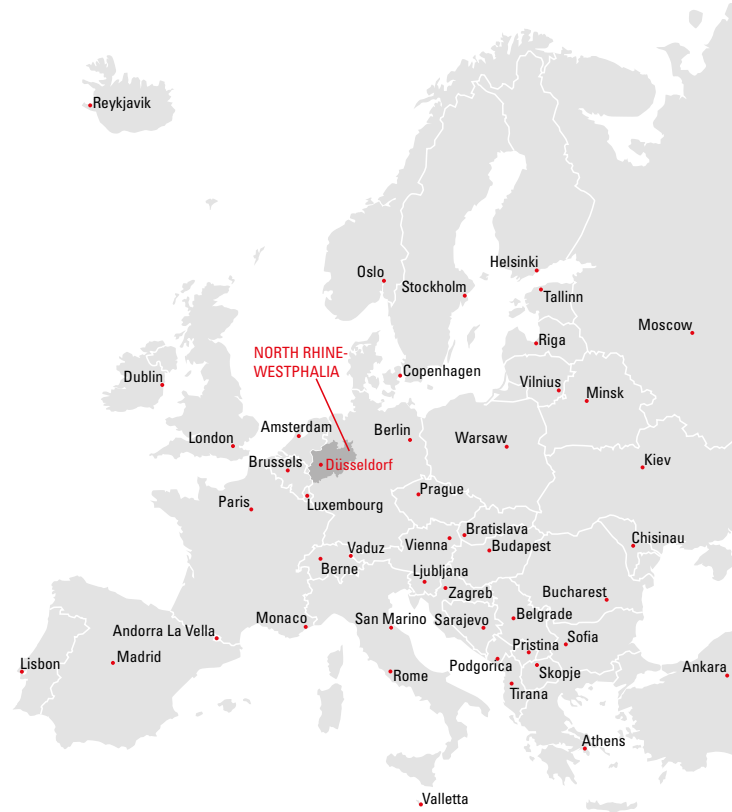 Reykjavik
Helsinki
Oslo
Stockholm
Tallinn
Moscow
Riga
NORTH RHINE-
WESTPHALIA
Copenhagen
Dublin
Vilnius
Minsk
Amsterdam
Berlin
London
Warsaw
Brussels
Düsseldorf
Kiev
Prague
Paris
Luxembourg
Bratislava
Chisinau
Vienna
Budapest
Vaduz
Berne
Ljubljana
Zagreb
Bucharest
Monaco
San Marino
Sarajevo
Belgrade
Andorra La Vella
Pristina
Sofia
Lisbon
Madrid
Podgorica
Skopje
Ankara
Rome
Tirana
Athens
Valletta